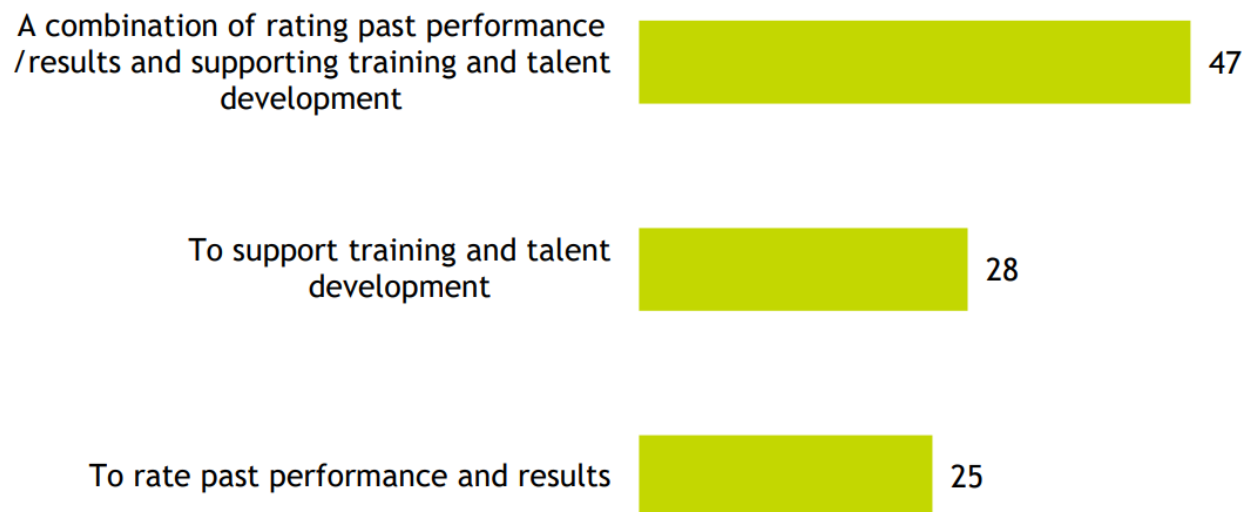 A combination of rating past performance
/results and supporting training and talent
development
47
To support training and talent
development
28
To rate past performance and results
25